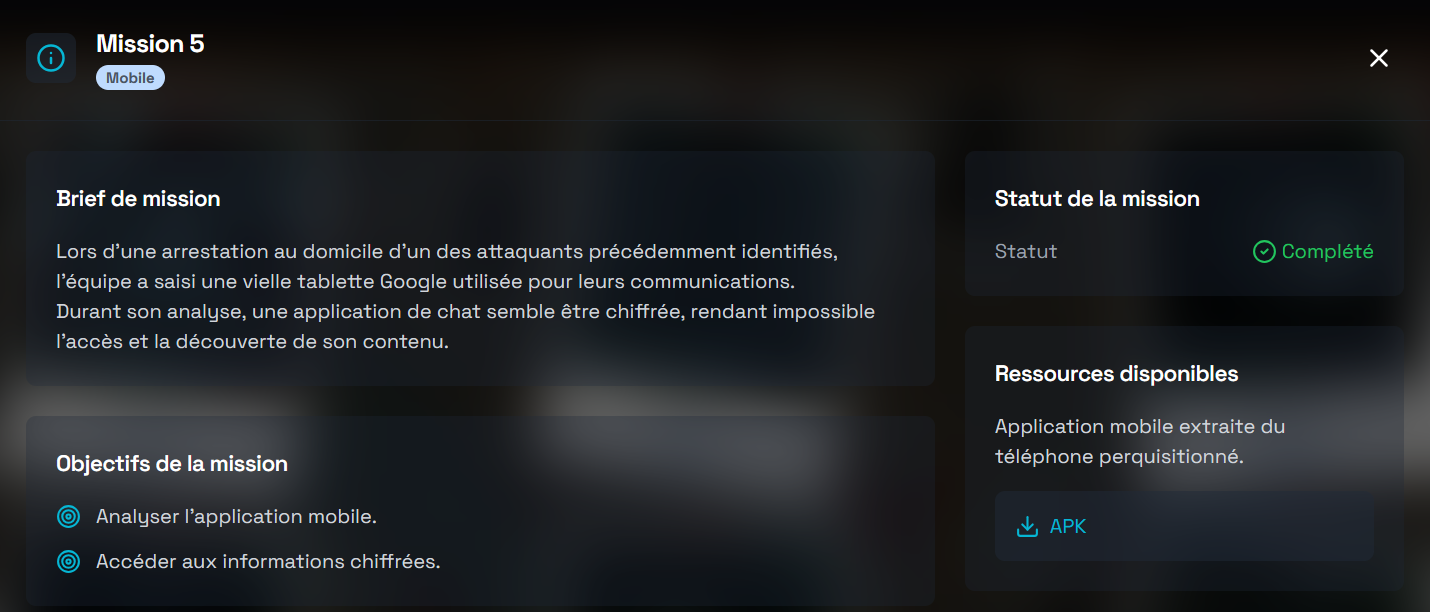 Mission 5
Mobile
Brief de mission
Lors d'une arrestation au domicile d'un des attaquants précédemment identifiés,
l'équipe a saisi une vielle tablette Google utilisée pour leurs communications.
Durant son analyse, une application de chat semble être chiffrée, rendant impossible
l'accès et la découverte de son contenu.
Objectifs de la mission
Analyser l'application mobile.
Accéder aux informations chiffrées.
Statut de la mission
Statut
Complété
Ressources disponibles
Application mobile extraite du
téléphone perquisitionné.
APK